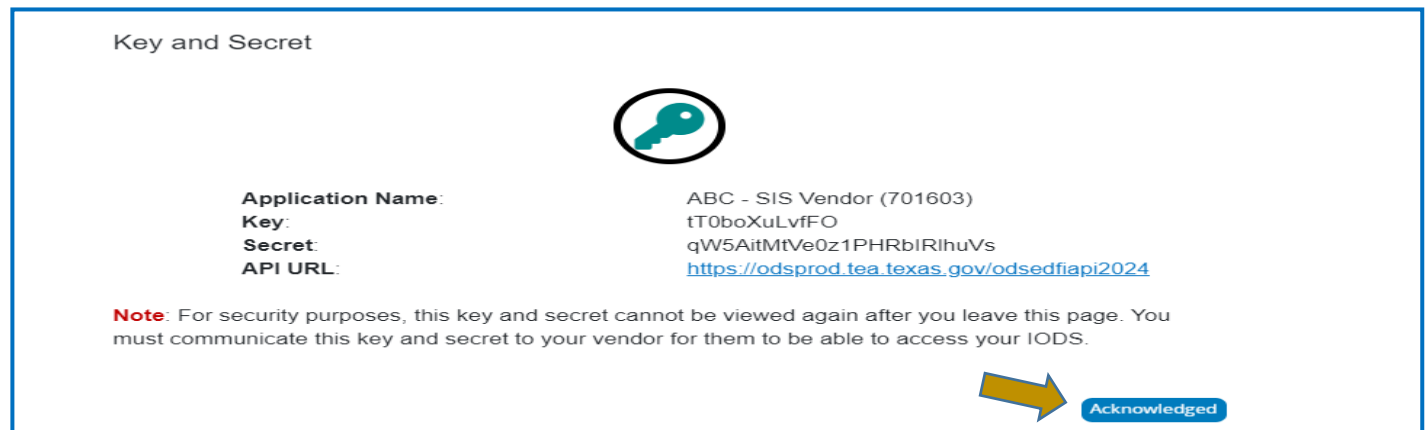 Key and Secret
Application Name: ABC - SIS Vendor (701603)
Key: tT0boXuLvfFO
Secret: qW5AitMtVe0z1PHRbIRlhuVs
API URL: https://odsprod.tea.texas.gov/odsedfiapi2024
Note: For security purposes, this key and secret cannot be viewed again after you leave this page. You
must communicate this key and secret to your vendor for them to be able to access your IODS.
Acknowledged